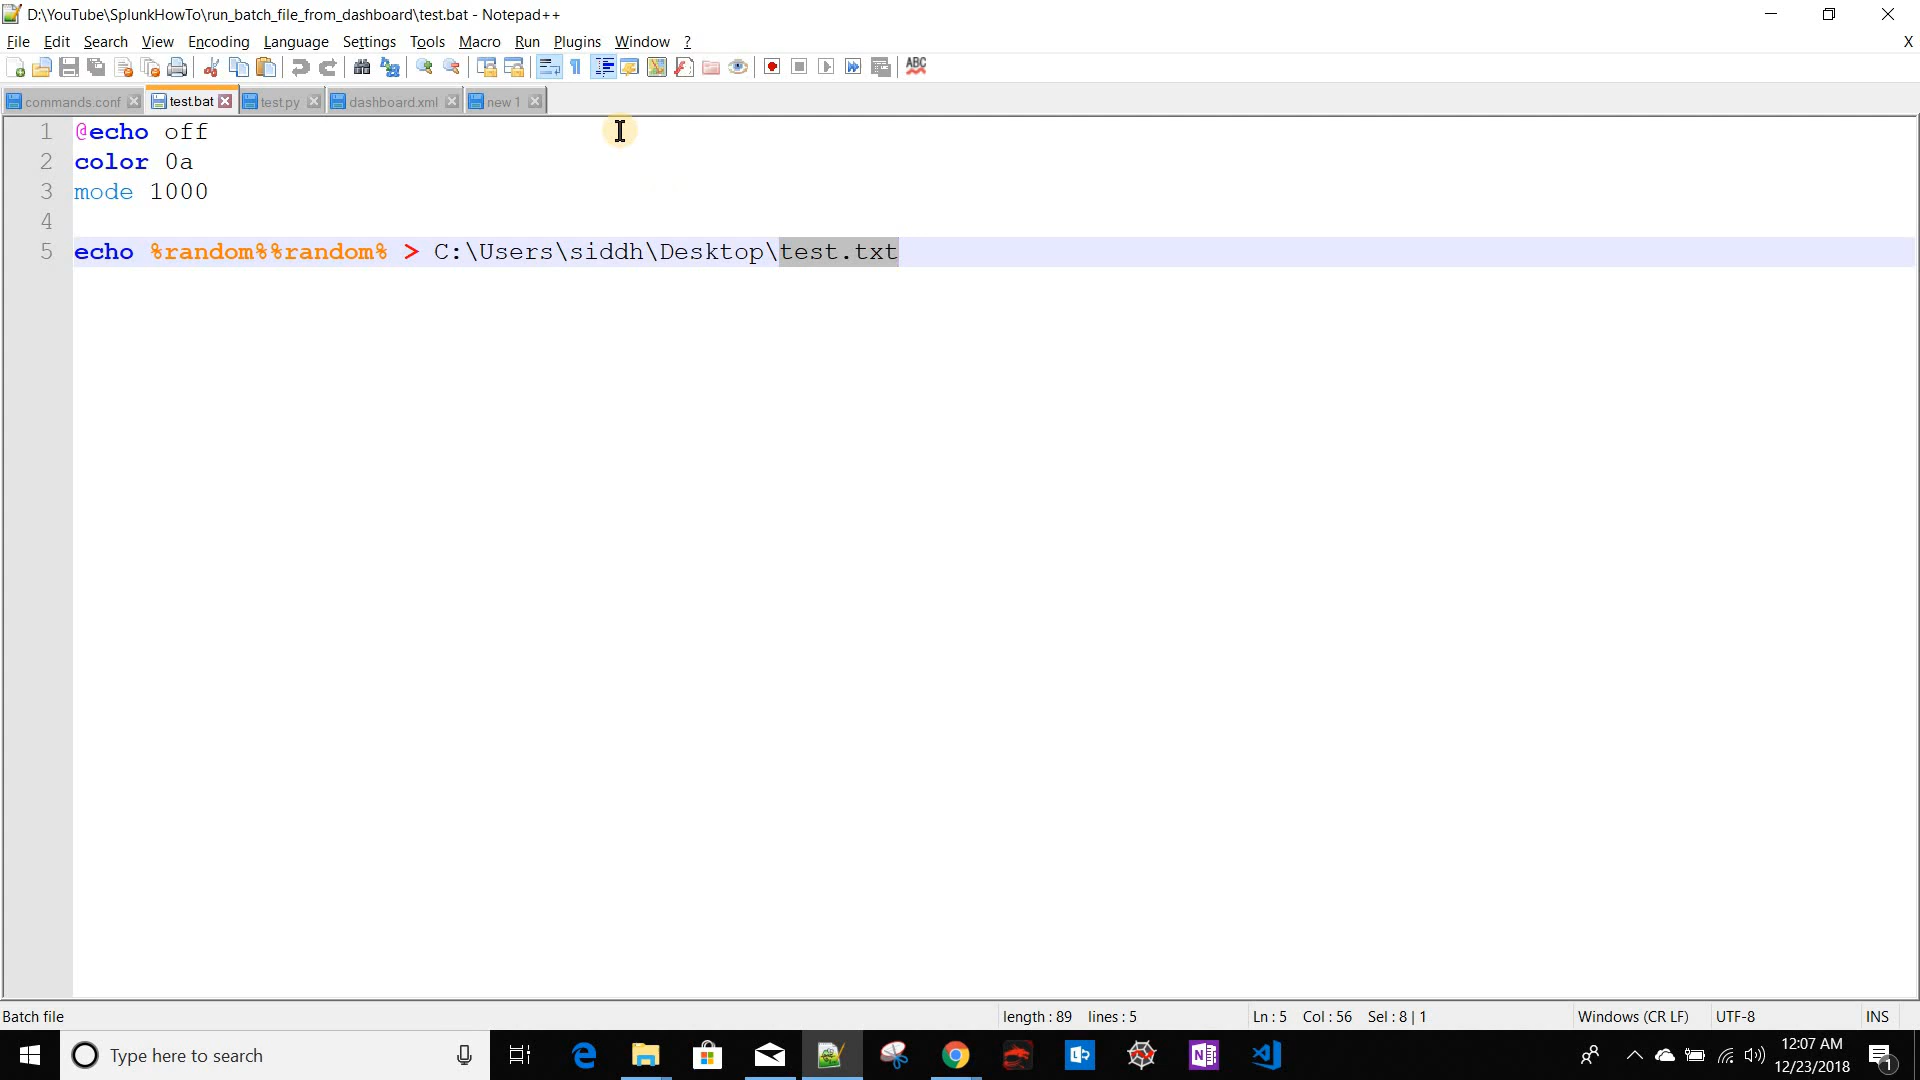 D:\YouTube\SplunkHowTo\run_batch_file_from_dashboard\test.bat - Notepad++
File Edit Search View Encoding Language Settings Tools Macro Run Plugins Window ? X
ABC
commands.conf test.bat test.py dashboard.xml new 1
1 @echo off
2 color 0a
3 mode 1000
4
5 echo %random%%random% > C:\Users\siddh\Desktop\test.txt
Batch file length : 89 lines : 5 Ln : 5 Col : 56 Sel : 8 | 1 Windows (CR LF) UTF-8 INS
Type here to search
12:07 AM
12/23/2018
1